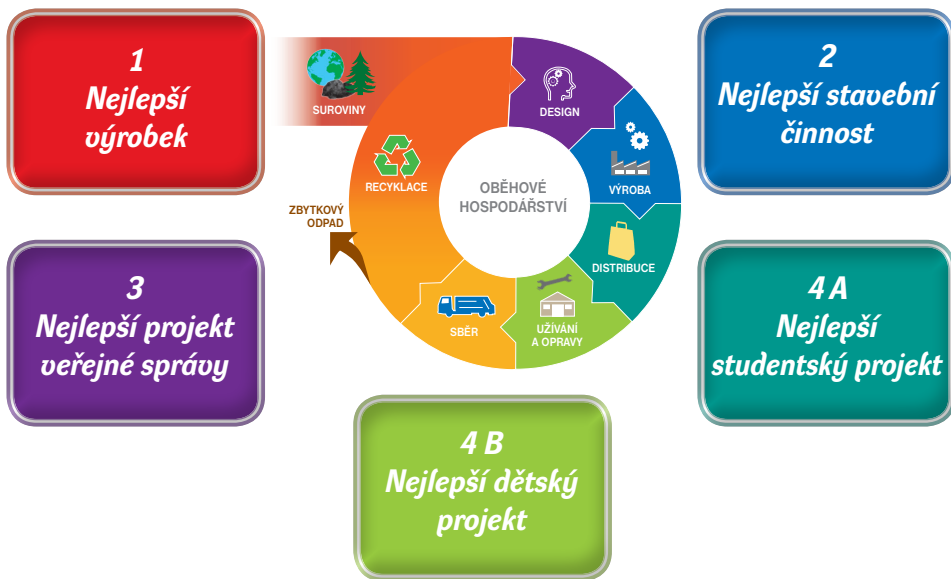 1
Nejlepší
výrobek
SUROVINY
DESIGN
RECYKLACE
OBĚHOVÉ
HOSPODÁŘSTVÍ
VÝROBA
ZBYTKOVÝ
ODPAD
DISTRIBUCE
SBĚR
UŽÍVÁNÍ
A OPRAVY
2
Nejlepší stavební
činnost
3
Nejlepší projekt
veřejné správy
4 A
Nejlepší
studentský projekt
4 B
Nejlepší dětský
projekt